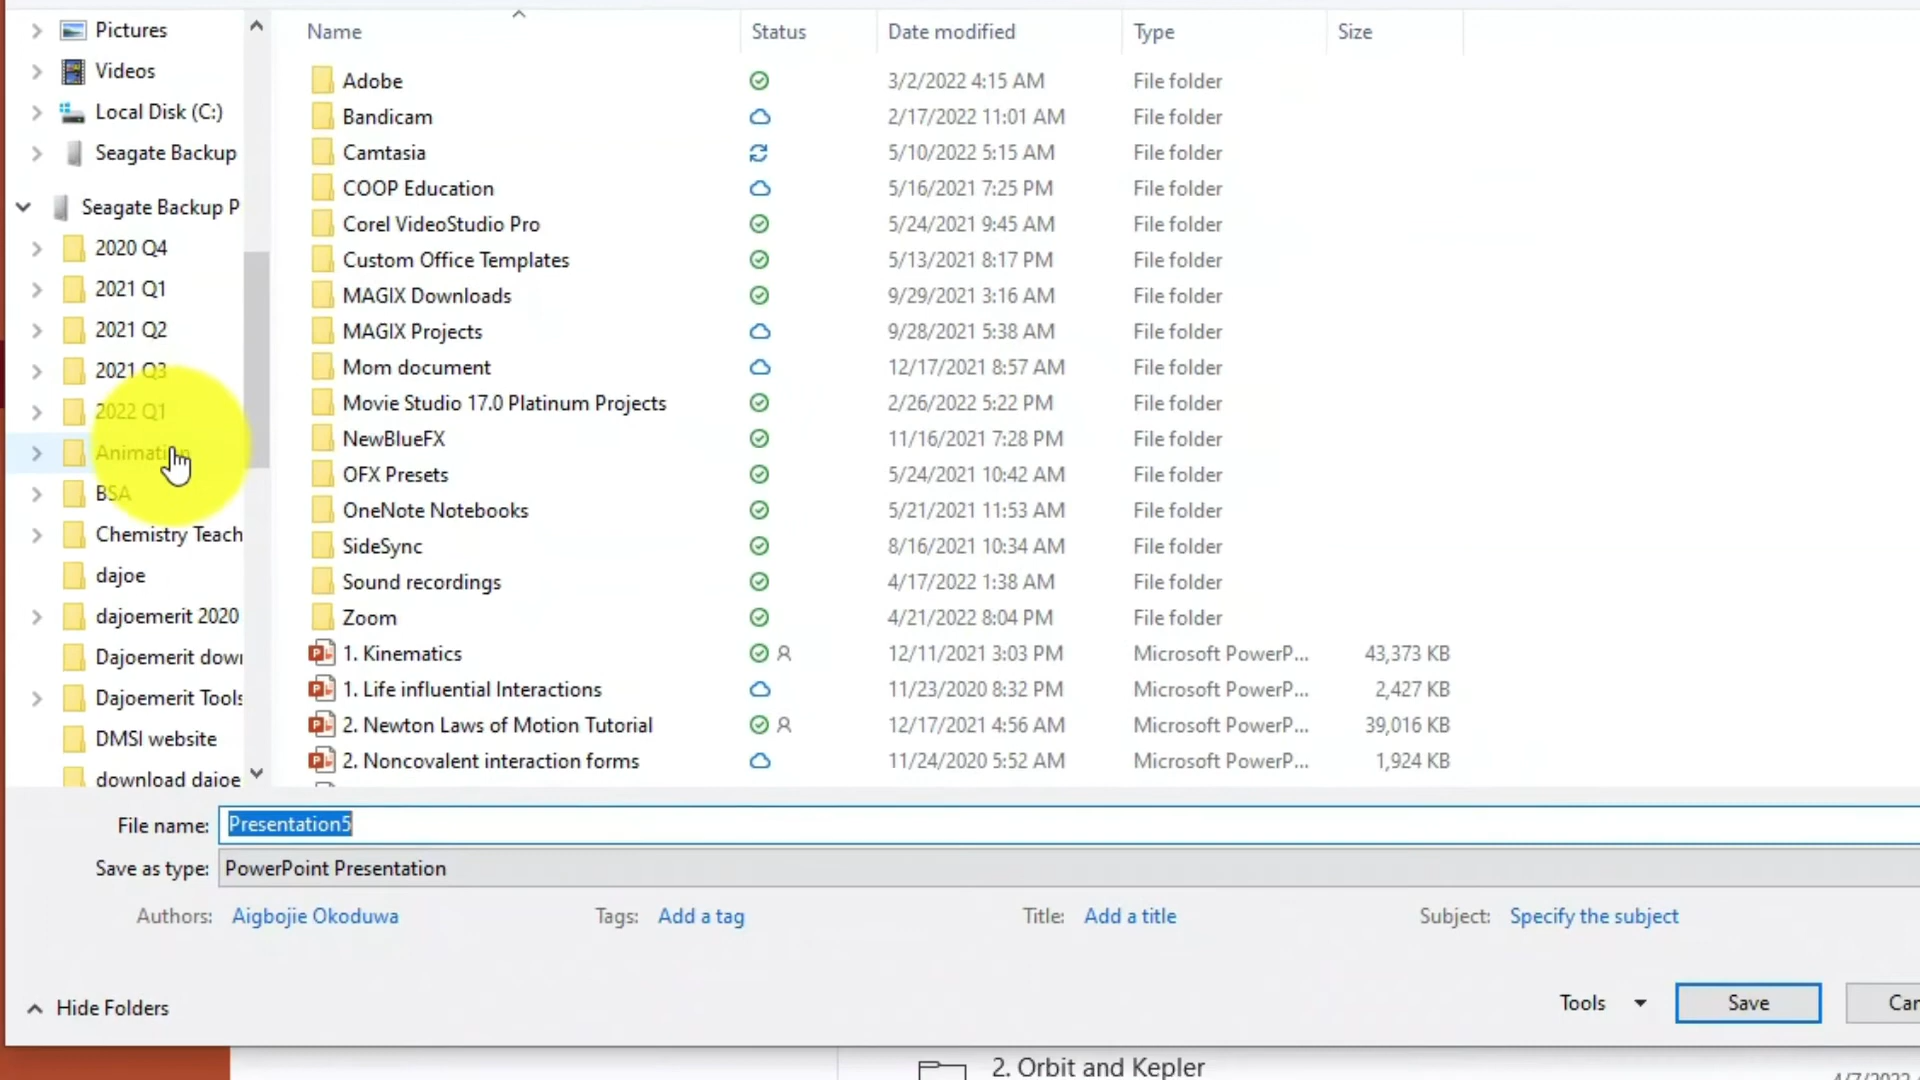 Pictures
Videos
Local Disk (C:)
Seagate Backup
Seagate Backup P
2020 Q4
2021 Q1
2021 Q2
2021 Q3
2022 Q1
Animation
BSA
Chemistry Teach
dajoe
dajoemerit 2020
Dajoemerit dow
Dajoemerit Tools
DMSI website
download dajoe
Name Status Date modified Type Size
Adobe 3/2/2022 4:15 AM File folder
Bandicam 2/17/2022 11:01 AM File folder
Camtasia 5/10/2022 5:15 AM File folder
COOP Education 5/16/2021 7:25 PM File folder
Corel VideoStudio Pro 5/24/2021 9:45 AM File folder
Custom Office Templates 5/13/2021 8:17 PM File folder
MAGIX Downloads 9/29/2021 3:16 AM File folder
MAGIX Projects 9/28/2021 5:38 AM File folder
Mom document 12/17/2021 8:57 AM File folder
Movie Studio 17.0 Platinum Projects 2/26/2022 5:22 PM File folder
NewBlueFX 11/16/2021 7:28 PM File folder
OFX Presets 5/24/2021 10:42 AM File folder
OneNote Notebooks 5/21/2021 11:53 AM File folder
SideSync 8/16/2021 10:34 AM File folder
Sound recordings 4/17/2022 1:38 AM File folder
Zoom 4/21/2022 8:04 PM File folder
1. Kinematics 12/11/2021 3:03 PM Microsoft PowerP... 43,373 KB
1. Life influential Interactions 11/23/2020 8:32 PM Microsoft PowerP... 2,427 KB
2. Newton Laws of Motion Tutorial 12/17/2021 4:56 AM Microsoft PowerP... 39,016 KB
2. Noncovalent interaction forms 11/24/2020 5:52 AM Microsoft PowerP... 1,924 KB
File name: Presentation5
Save as type: PowerPoint Presentation
Authors: Aigbojie Okoduwa Tags: Add a tag Title: Add a title Subject: Specify the subject
Hide Folders Tools Save Can
2. Orbit and Kepler